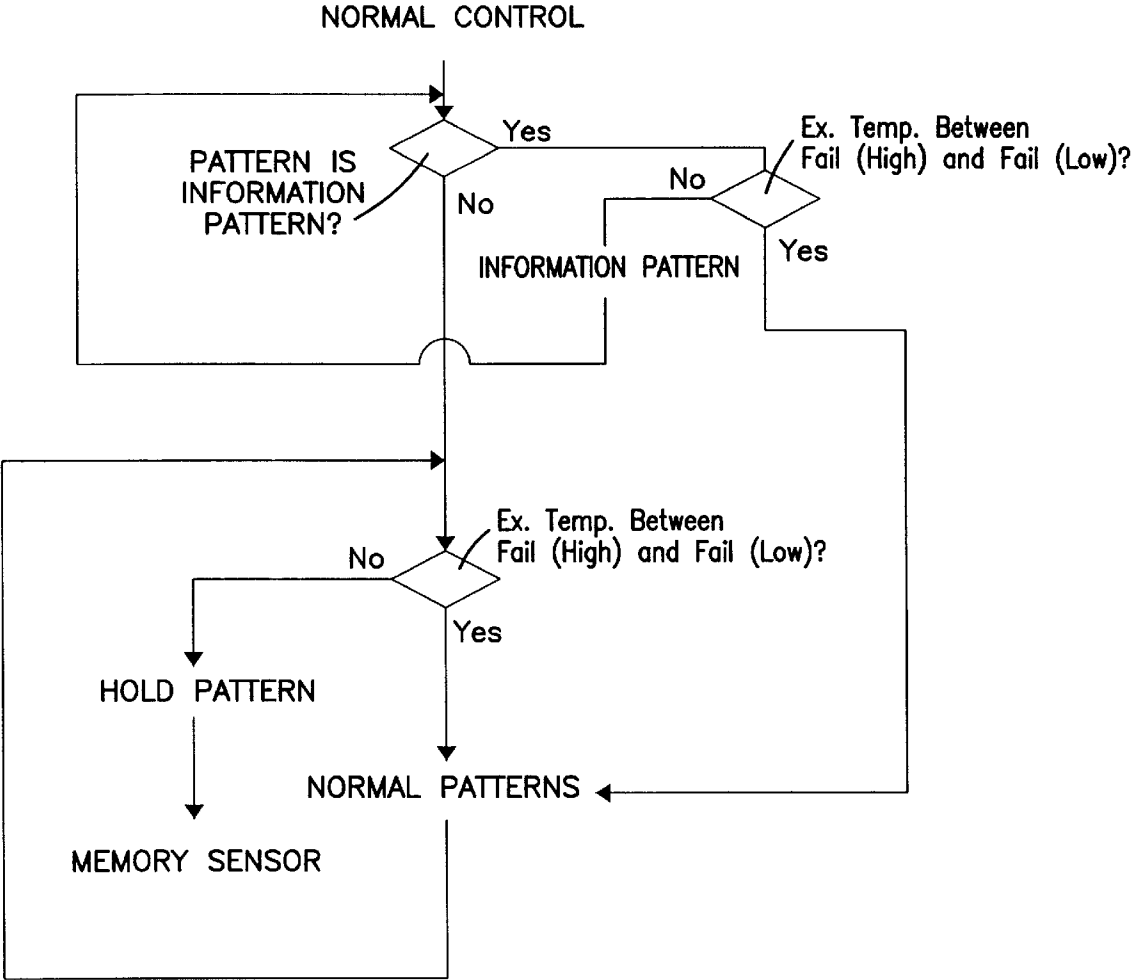 NORMAL CONTROL
Yes
Ex. Temp. Between
Fail (High) and Fail (Low)?
PATTERN IS
INFORMATION
PATTERN?
No
No
Yes
INFORMATION PATTERN
Ex. Temp. Between
Fail (High) and Fail (Low)?
No
Yes
HOLD PATTERN
NORMAL PATTERNS
MEMORY SENSOR